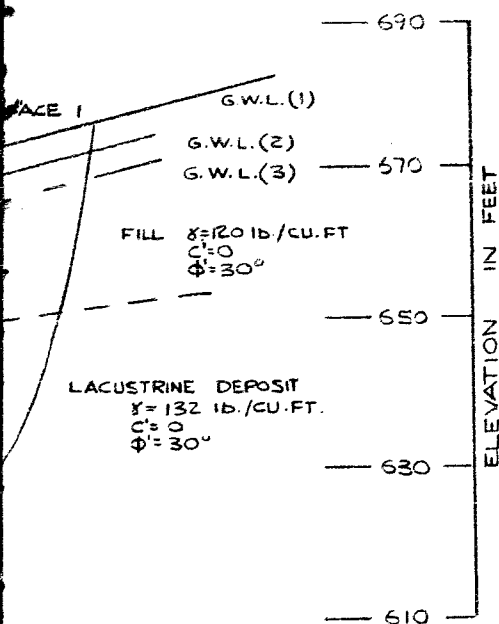 690
G.W.L.(1)
FACE 1
G.W.L.(2)
G.W.L.(3)
670
FILL γ=120 lb./CU.FT
C'=0
Φ'=30°
650
LACUSTRINE DEPOSIT
γ= 132 lb./CU.FT.
C'= 0
Φ'= 30°
630
610
ELEVATION IN FEET